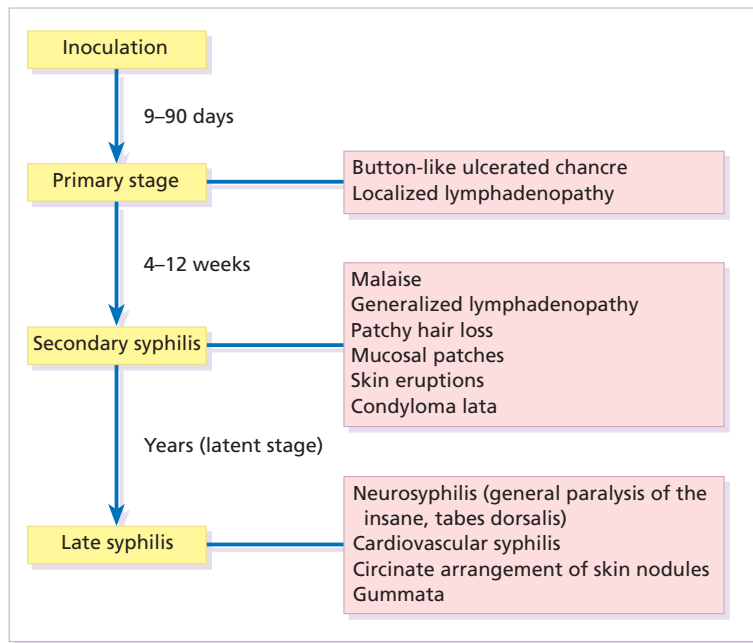 Inoculation
9–90 days
Primary stage
Button-like ulcerated chancre
Localized lymphadenopathy
4–12 weeks
Secondary syphilis
Malaise
Generalized lymphadenopathy
Patchy hair loss
Mucosal patches
Skin eruptions
Condyloma lata
Years (latent stage)
Late syphilis
Neurosyphilis (general paralysis of the
insane, tabes dorsalis)
Cardiovascular syphilis
Circinate arrangement of skin nodules
Gummata